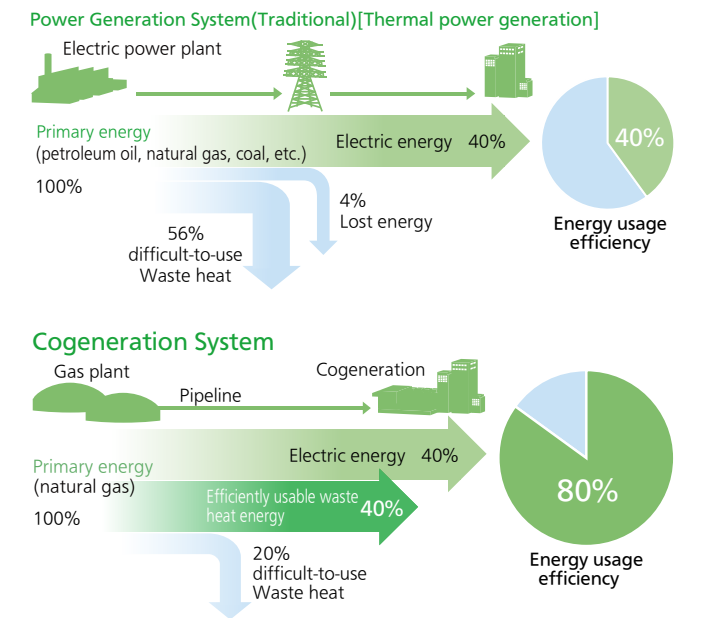 Power Generation System(Traditional)[Thermal power generation]
Electric power plant
Primary energy
(petroleum oil, natural gas, coal, etc.)
100%
Electric energy 40%
40%
4%
Lost energy
56%
difficult-to-use
Waste heat
Energy usage
efficiency
Cogeneration System
Gas plant
Pipeline
Cogeneration
Electric energy 40%
Primary energy
(natural gas)
100%
Efficiently usable waste
heat energy
40%
20%
difficult-to-use
Waste heat
80%
Energy usage
efficiency